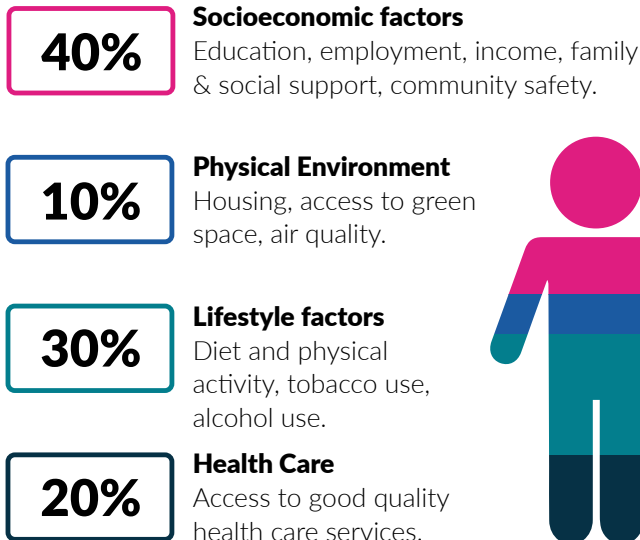 40%
Socioeconomic factors
Education, employment, income, family
& social support, community safety.
10%
Physical Environment
Housing, access to green
space, air quality.
30%
Lifestyle factors
Diet and physical
activity, tobacco use,
alcohol use.
20%
Health Care
Access to good quality
health care services.